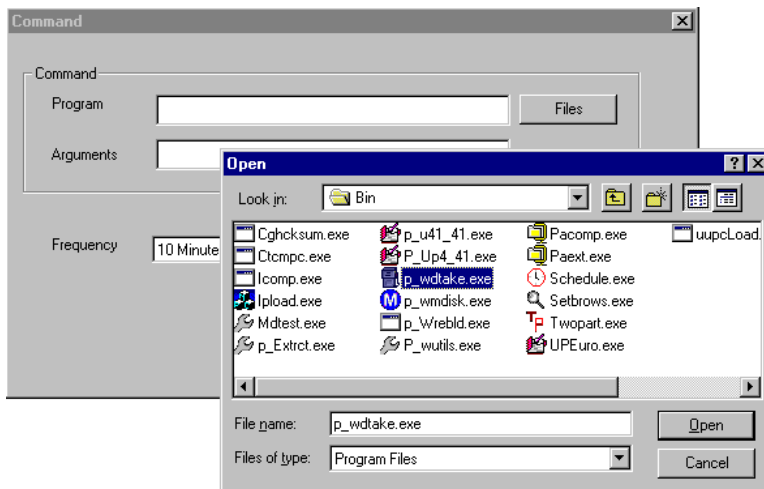 Command
Command
Program
Files
Arguments
Frequency
10 Minute
Open
Look in:
Bin
Cghcksum.exe
Ctcmpc.exe
Icomp.exe
Ipload.exe
Mdtest.exe
p_Extrct.exe
p_u41_41.exe
P_Up4_41.exe
p_wdtake.exe
p_wmdisk.exe
p_Wrebld.exe
P_wutils.exe
Pacomp.exe
Paext.exe
Schedule.exe
Setbrows.exe
Twopart.exe
UPEuro.exe
uupcLoad.
File name:
p_wdtake.exe
Open
Files of type:
Program Files
Cancel